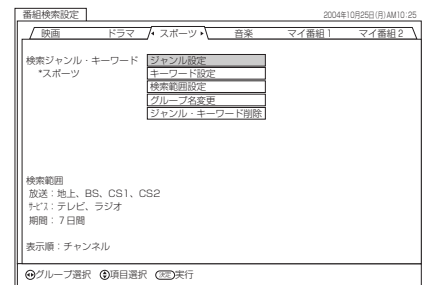 番組検索設定 2004年10月25日(月)AM10:25
映画 ドラマ スポーツ 音楽 マイ番組1 マイ番組2
検索ジャンル・キーワード ジャンル設定
*スポーツ キーワード設定
検索範囲設定
グループ名変更
ジャンル・キーワード削除
検索範囲
放送：地上、BS、CS1、CS2
サービス：テレビ、ラジオ
期間：7日間
表示順：チャンネル
グループ選択 項目選択 決定実行